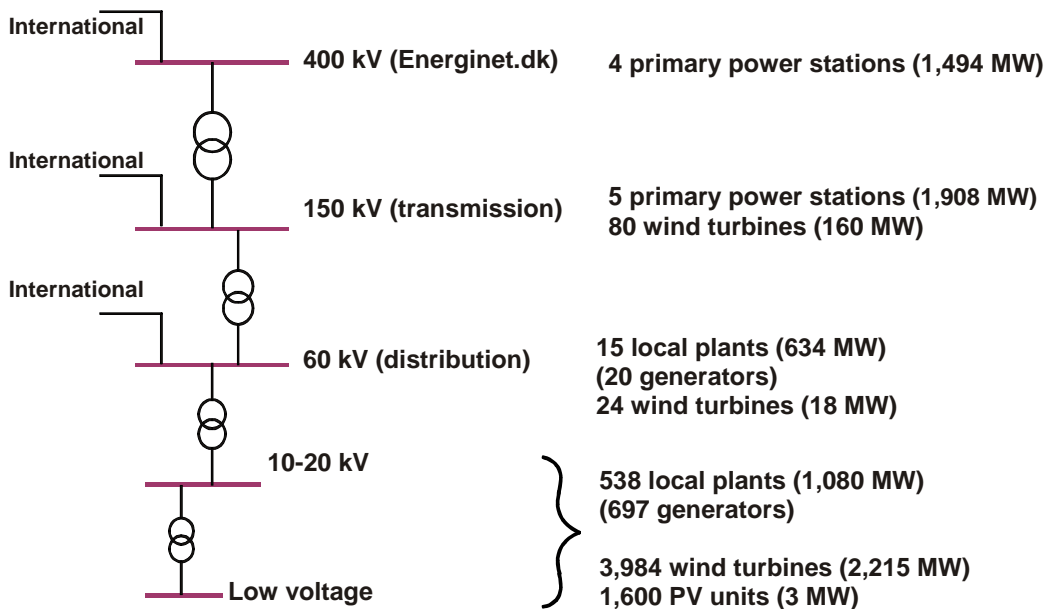 International
400 kV (Energinet.dk)
4 primary power stations (1,494 MW)
International
150 kV (transmission)
5 primary power stations (1,908 MW)
80 wind turbines (160 MW)
International
60 kV (distribution)
15 local plants (634 MW)
(20 generators)
24 wind turbines (18 MW)
10-20 kV
538 local plants (1,080 MW)
(697 generators)
3,984 wind turbines (2,215 MW)
Low voltage
1,600 PV units (3 MW)